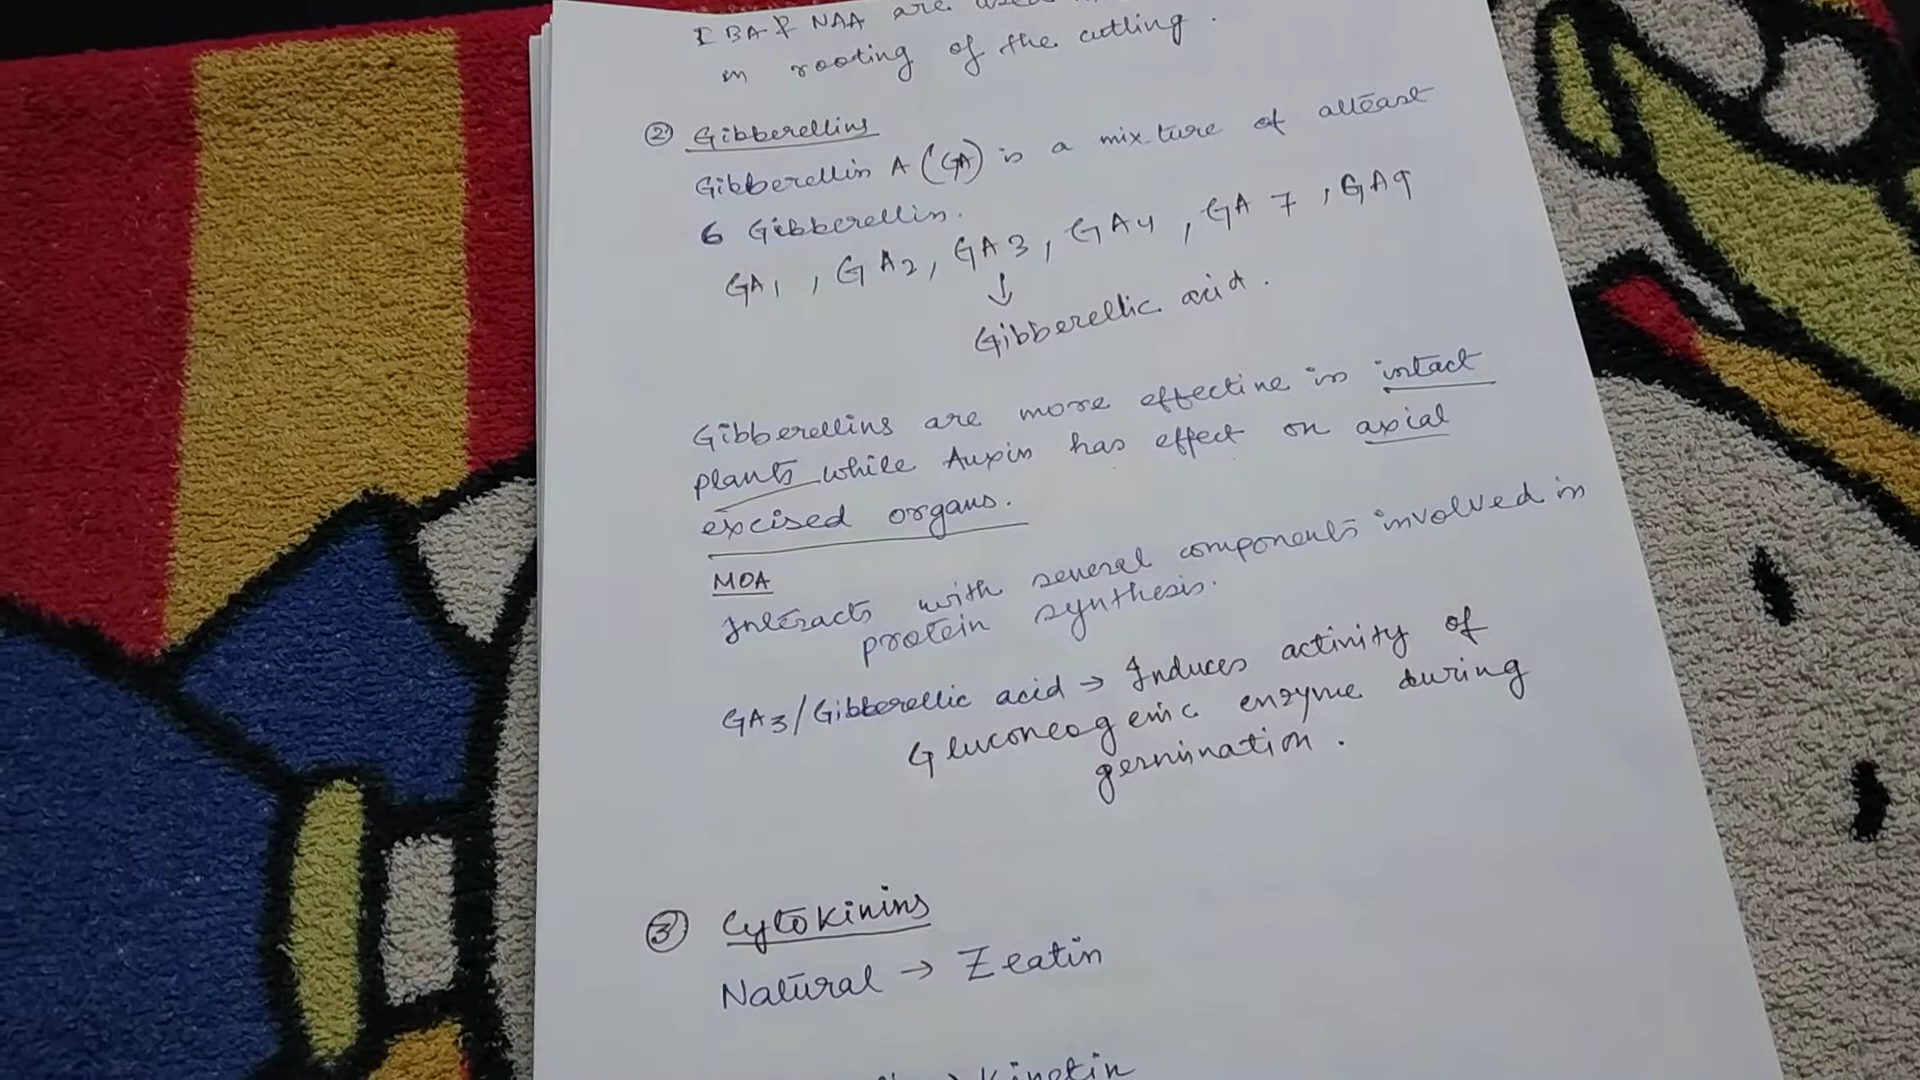 IBA & NAA are used
in rooting of the cutling.
② Gibberellins
Gibberellin A (GA) is a mixture of atleast
6 Gibberellin.
GA1, GA2, GA3, GA4, GA7, GA9
↓
Gibberellic acid.
Gibberellins are more effective in intact
plants while Auxin has effect on axial
excised organs.
MOA
Interacts with several components involved in
protein synthesis.
GA3/Gibberellic acid → Induces activity of
Gluconeogenic enzyme during
germination.
③ Cytokinins
Natural → Zeatin
→ Kinetin